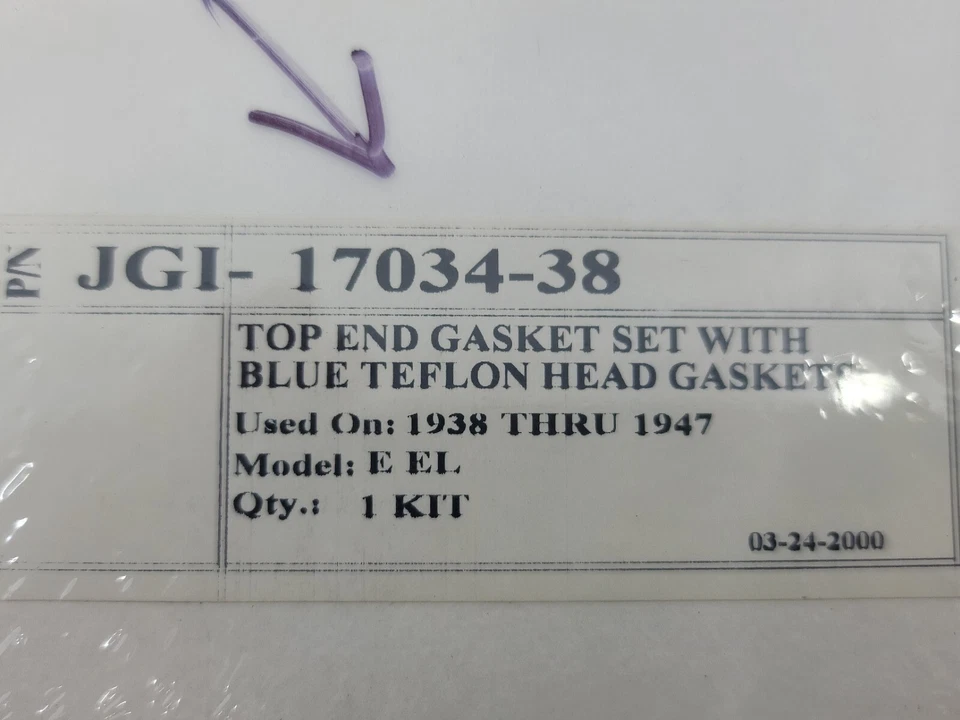 P/N JGI- 17034-38
TOP END GASKET SET WITH
BLUE TEFLON HEAD GASKETS
Used On: 1938 THRU 1947
Model: E EL
Qty.: 1 KIT
03-24-2000